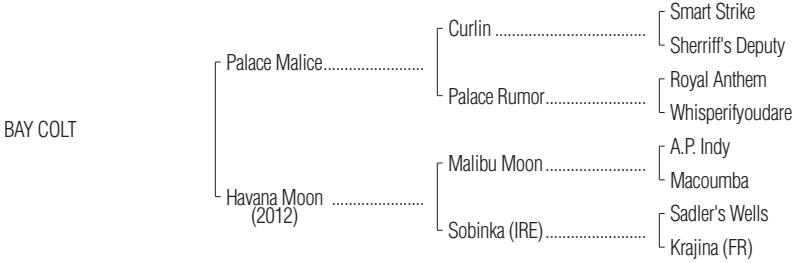 BAY COLT
Palace Malice
Havana Moon
(2012)
Curlin
Palace Rumor
Malibu Moon
Sobinka (IRE)
Smart Strike
Sherriff's Deputy
Royal Anthem
Whisperifyoudare
A.P. Indy
Macoumba
Sadler's Wells
Krajina (FR)